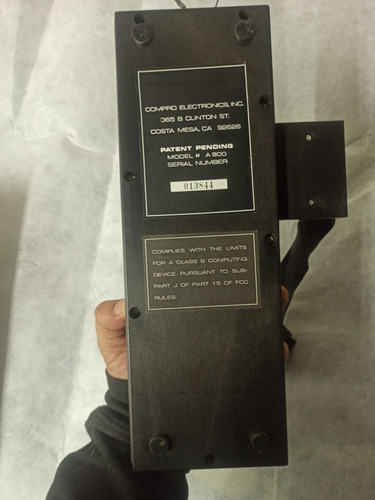 COMPRO ELECTRONICS, INC.
365 B CLINTON ST.
COSTA MESA, CA 92626
PATENT PENDING
MODEL # A 800
SERIAL NUMBER
013844
COMPLIES WITH THE LIMITS
FOR A CLASS B COMPUTING
DEVICE PURSUANT TO SUB-
PART J OF PART 15 OF FCC
RULES.